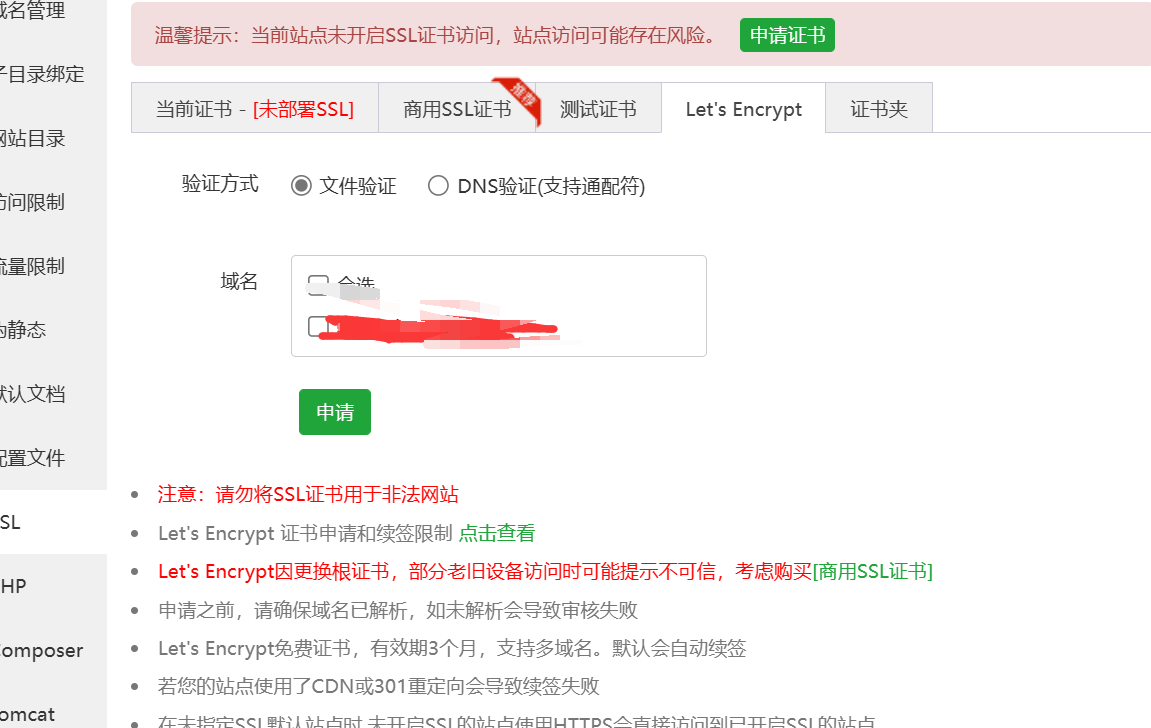 域名管理
温馨提示：当前站点未开启SSL证书访问，站点访问可能存在风险。 申请证书
子目录绑定
当前证书 - [未部署SSL] 商用SSL证书 推荐 测试证书 Let's Encrypt 证书夹
网站目录
验证方式 文件验证 DNS验证(支持通配符)
访问限制
流量限制
域名 全选
伪静态
默认文档
申请
配置文件
注意：请勿将SSL证书用于非法网站
SL
Let's Encrypt 证书申请和续签限制 点击查看
Let's Encrypt因更换根证书，部分老旧设备访问时可能提示不可信，考虑购买[商用SSL证书]
HP
申请之前，请确保域名已解析，如未解析会导致审核失败
Composer
Let's Encrypt免费证书，有效期3个月，支持多域名。默认会自动续签
若您的站点使用了CDN或301重定向会导致续签失败
omcat
在未指定SSL默认站点时,未开启SSL的站点使用HTTPS会直接访问到已开启SSL的站点